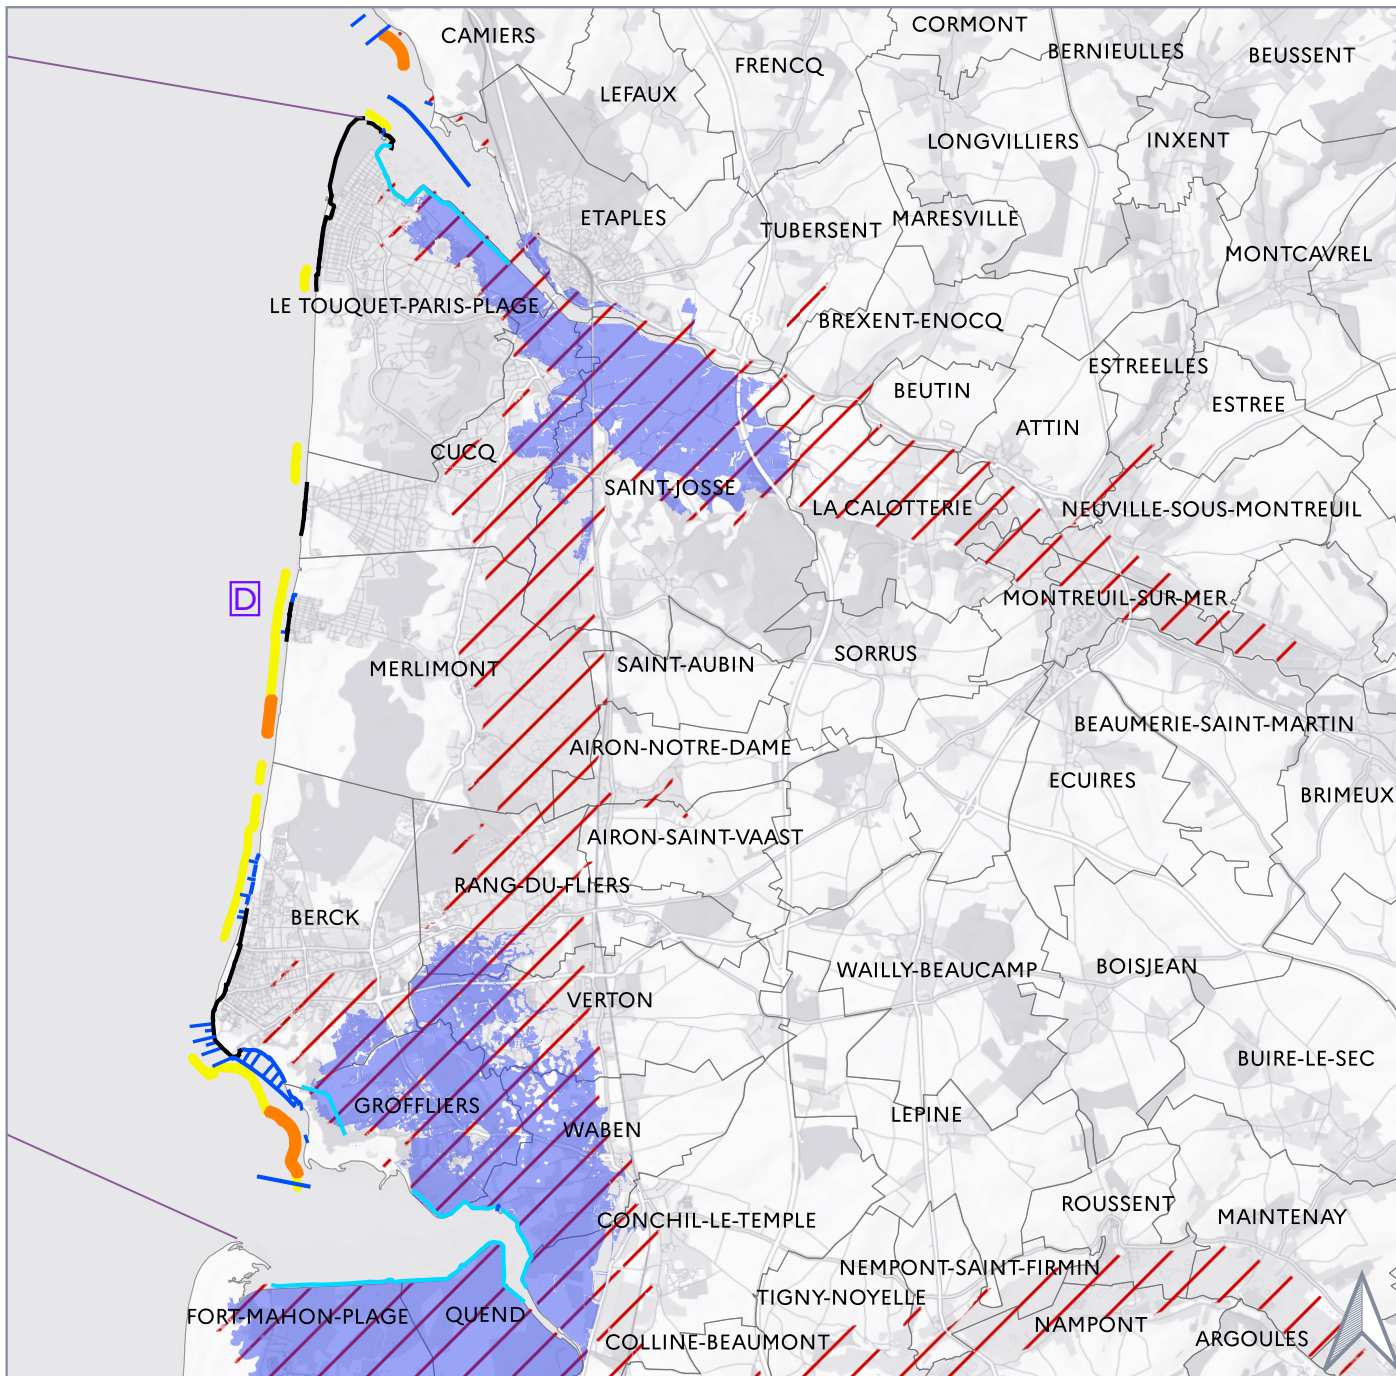 CORMONT
CAMIERS
BERNIEULLES
BEUSSENT
FRENCQ
LEFAUX
LONGVILLIERS
INXENT
ETAPLES
TUBERSENT
MARESVILLE
MONTCAVREL
LE TOUQUET-PARIS-PLAGE
BREXENT-ENOCQ
ESTREELLES
BEUTIN
ESTREE
ATTIN
CUCQ
SAINT-JOSSE
LA CALOTTERIE
NEUVILLE-SOUS-MONTREUIL
D
MONTREUIL-SUR-MER
MERLIMONT
SAINT-AUBIN
SORRUS
BEAUMERIE-SAINT-MARTIN
AIRON-NOTRE-DAME
ECUIRES
BRIMEUX
AIRON-SAINT-VAAST
RANG-DU-FLIERS
BERCK
WAILLY-BEAUCAMP
BOISJEAN
VERTON
BUIRE-LE-SEC
GROFFLIERS
LEPINE
WABEN
ROUSSENT
CONCHIL-LE-TEMPLE
MAINTENAY
NEMPONT-SAINT-FIRMIN
TIGNY-NOYELLE
FORT-MAHON-PLAGE
QUEND
NAMPONT
COLLINE-BEAUMONT
ARGOULES